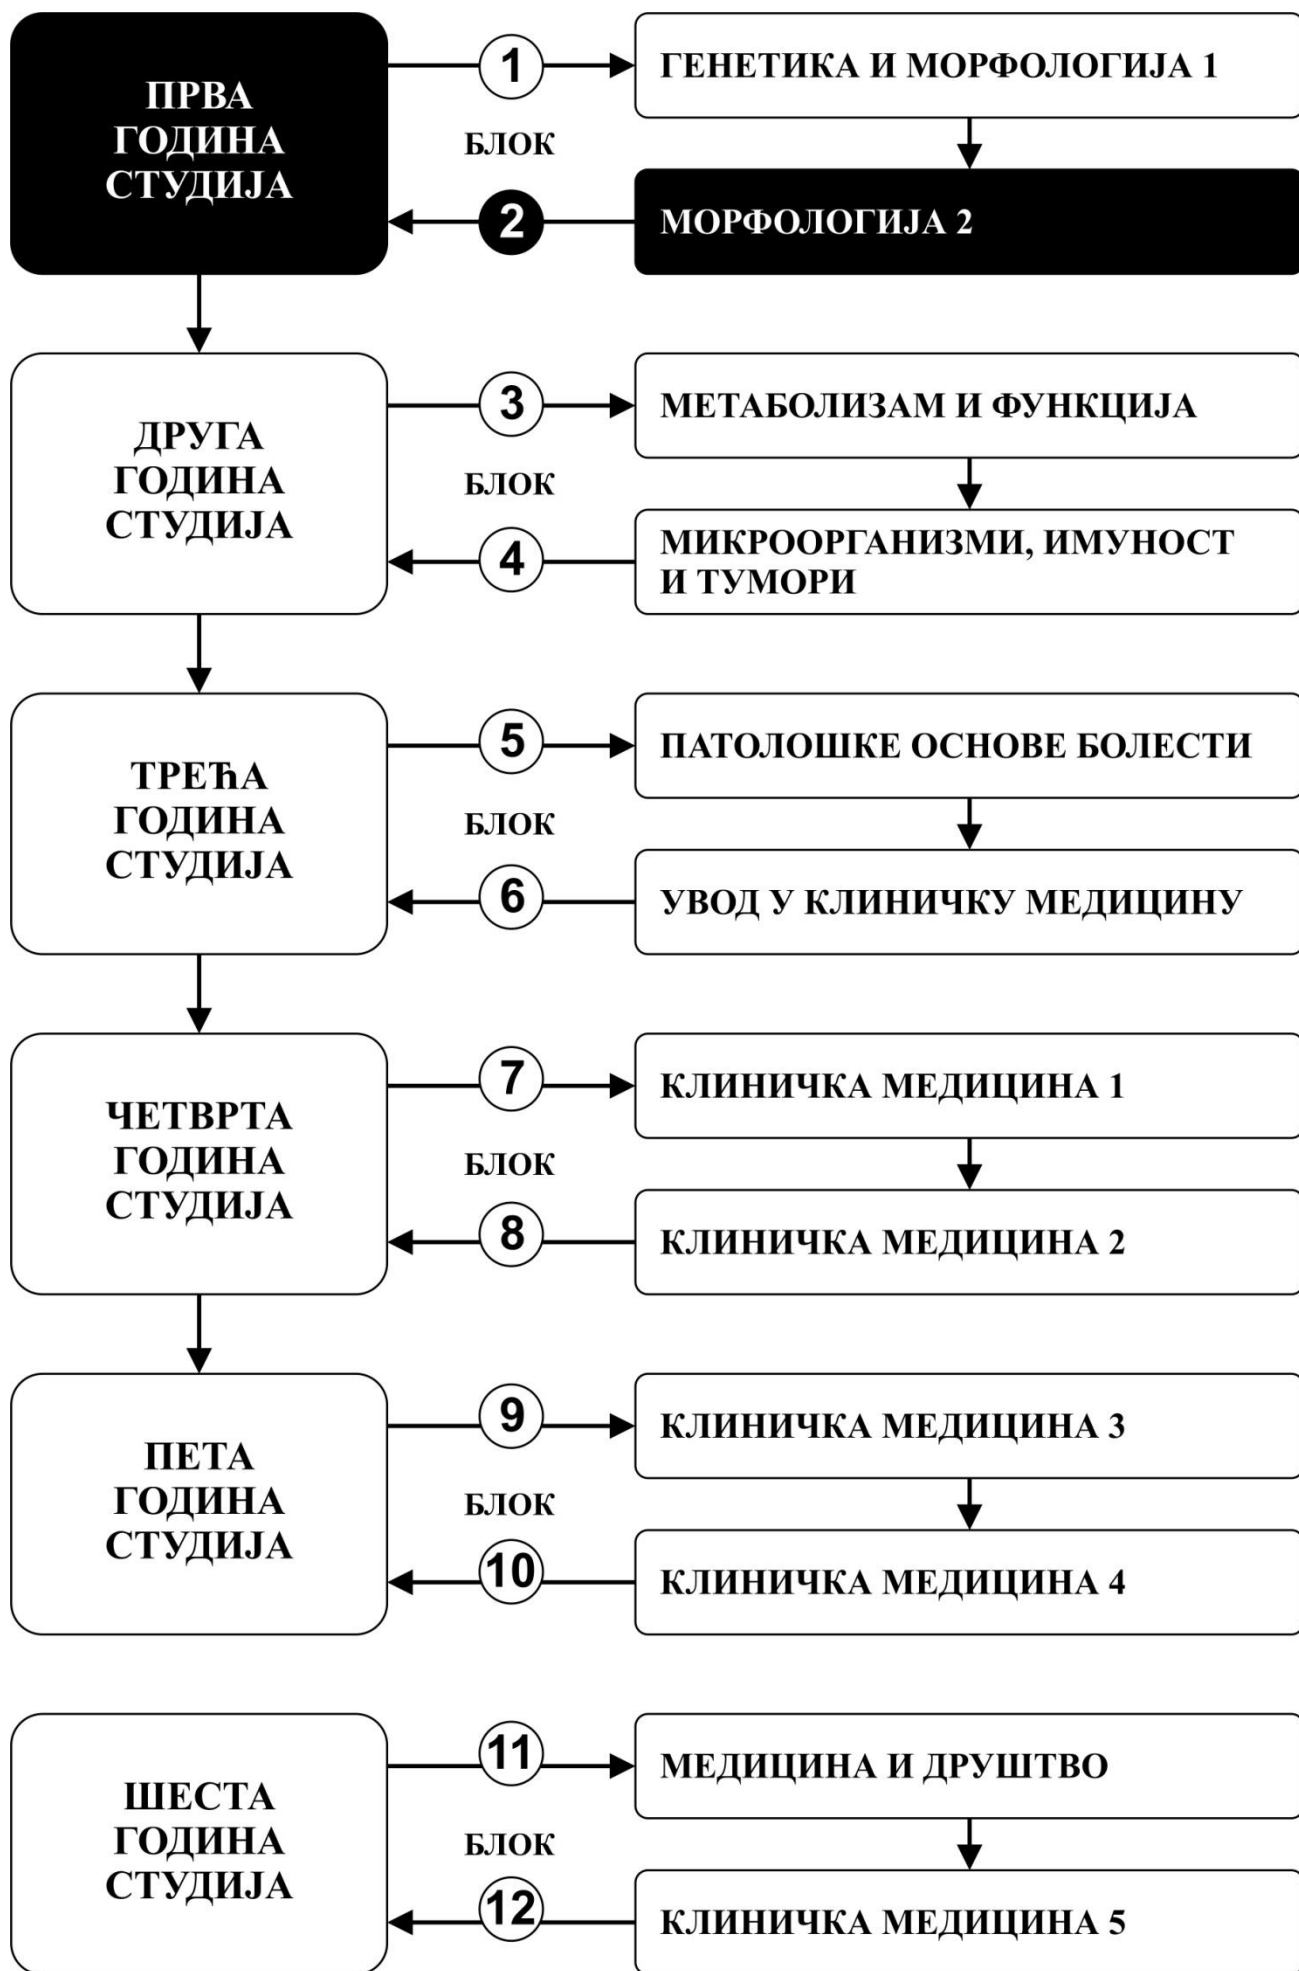 ПРВА
ГОДИНА
СТУДИЈА
1
БЛОК
2
ГЕНЕТИКА И МОРФОЛОГИЈА 1
МОРФОЛОГИЈА 2
ДРУГА
ГОДИНА
СТУДИЈА
3
БЛОК
4
МЕТАБОЛИЗАМ И ФУНКЦИЈА
МИКРООРГАНИЗМИ, ИМУНОСТ
И ТУМОРИ
ТРЕЋА
ГОДИНА
СТУДИЈА
5
БЛОК
6
ПАТОЛОШКЕ ОСНОВЕ БОЛЕСТИ
УВОД У КЛИНИЧКУ МЕДИЦИНУ
ЧЕТВРТА
ГОДИНА
СТУДИЈА
7
БЛОК
8
КЛИНИЧКА МЕДИЦИНА 1
КЛИНИЧКА МЕДИЦИНА 2
ПЕТА
ГОДИНА
СТУДИЈА
9
БЛОК
10
КЛИНИЧКА МЕДИЦИНА 3
КЛИНИЧКА МЕДИЦИНА 4
ШЕСТА
ГОДИНА
СТУДИЈА
11
БЛОК
12
МЕДИЦИНА И ДРУШТВО
КЛИНИЧКА МЕДИЦИНА 5